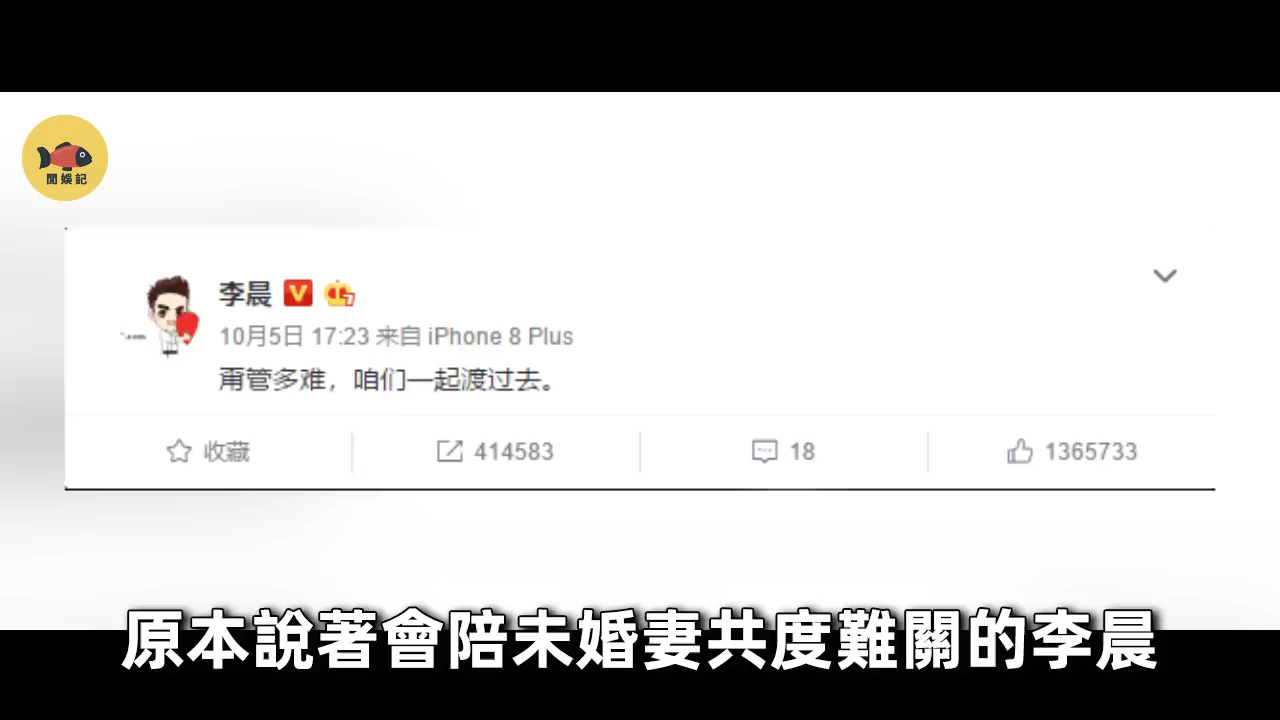 閒娛記
李晨
10月5日 17:23 来自 iPhone 8 Plus
甭管多难，咱们一起渡过去。
收藏
414583
18
1365733
原本說著會陪未婚妻共度難關的李晨